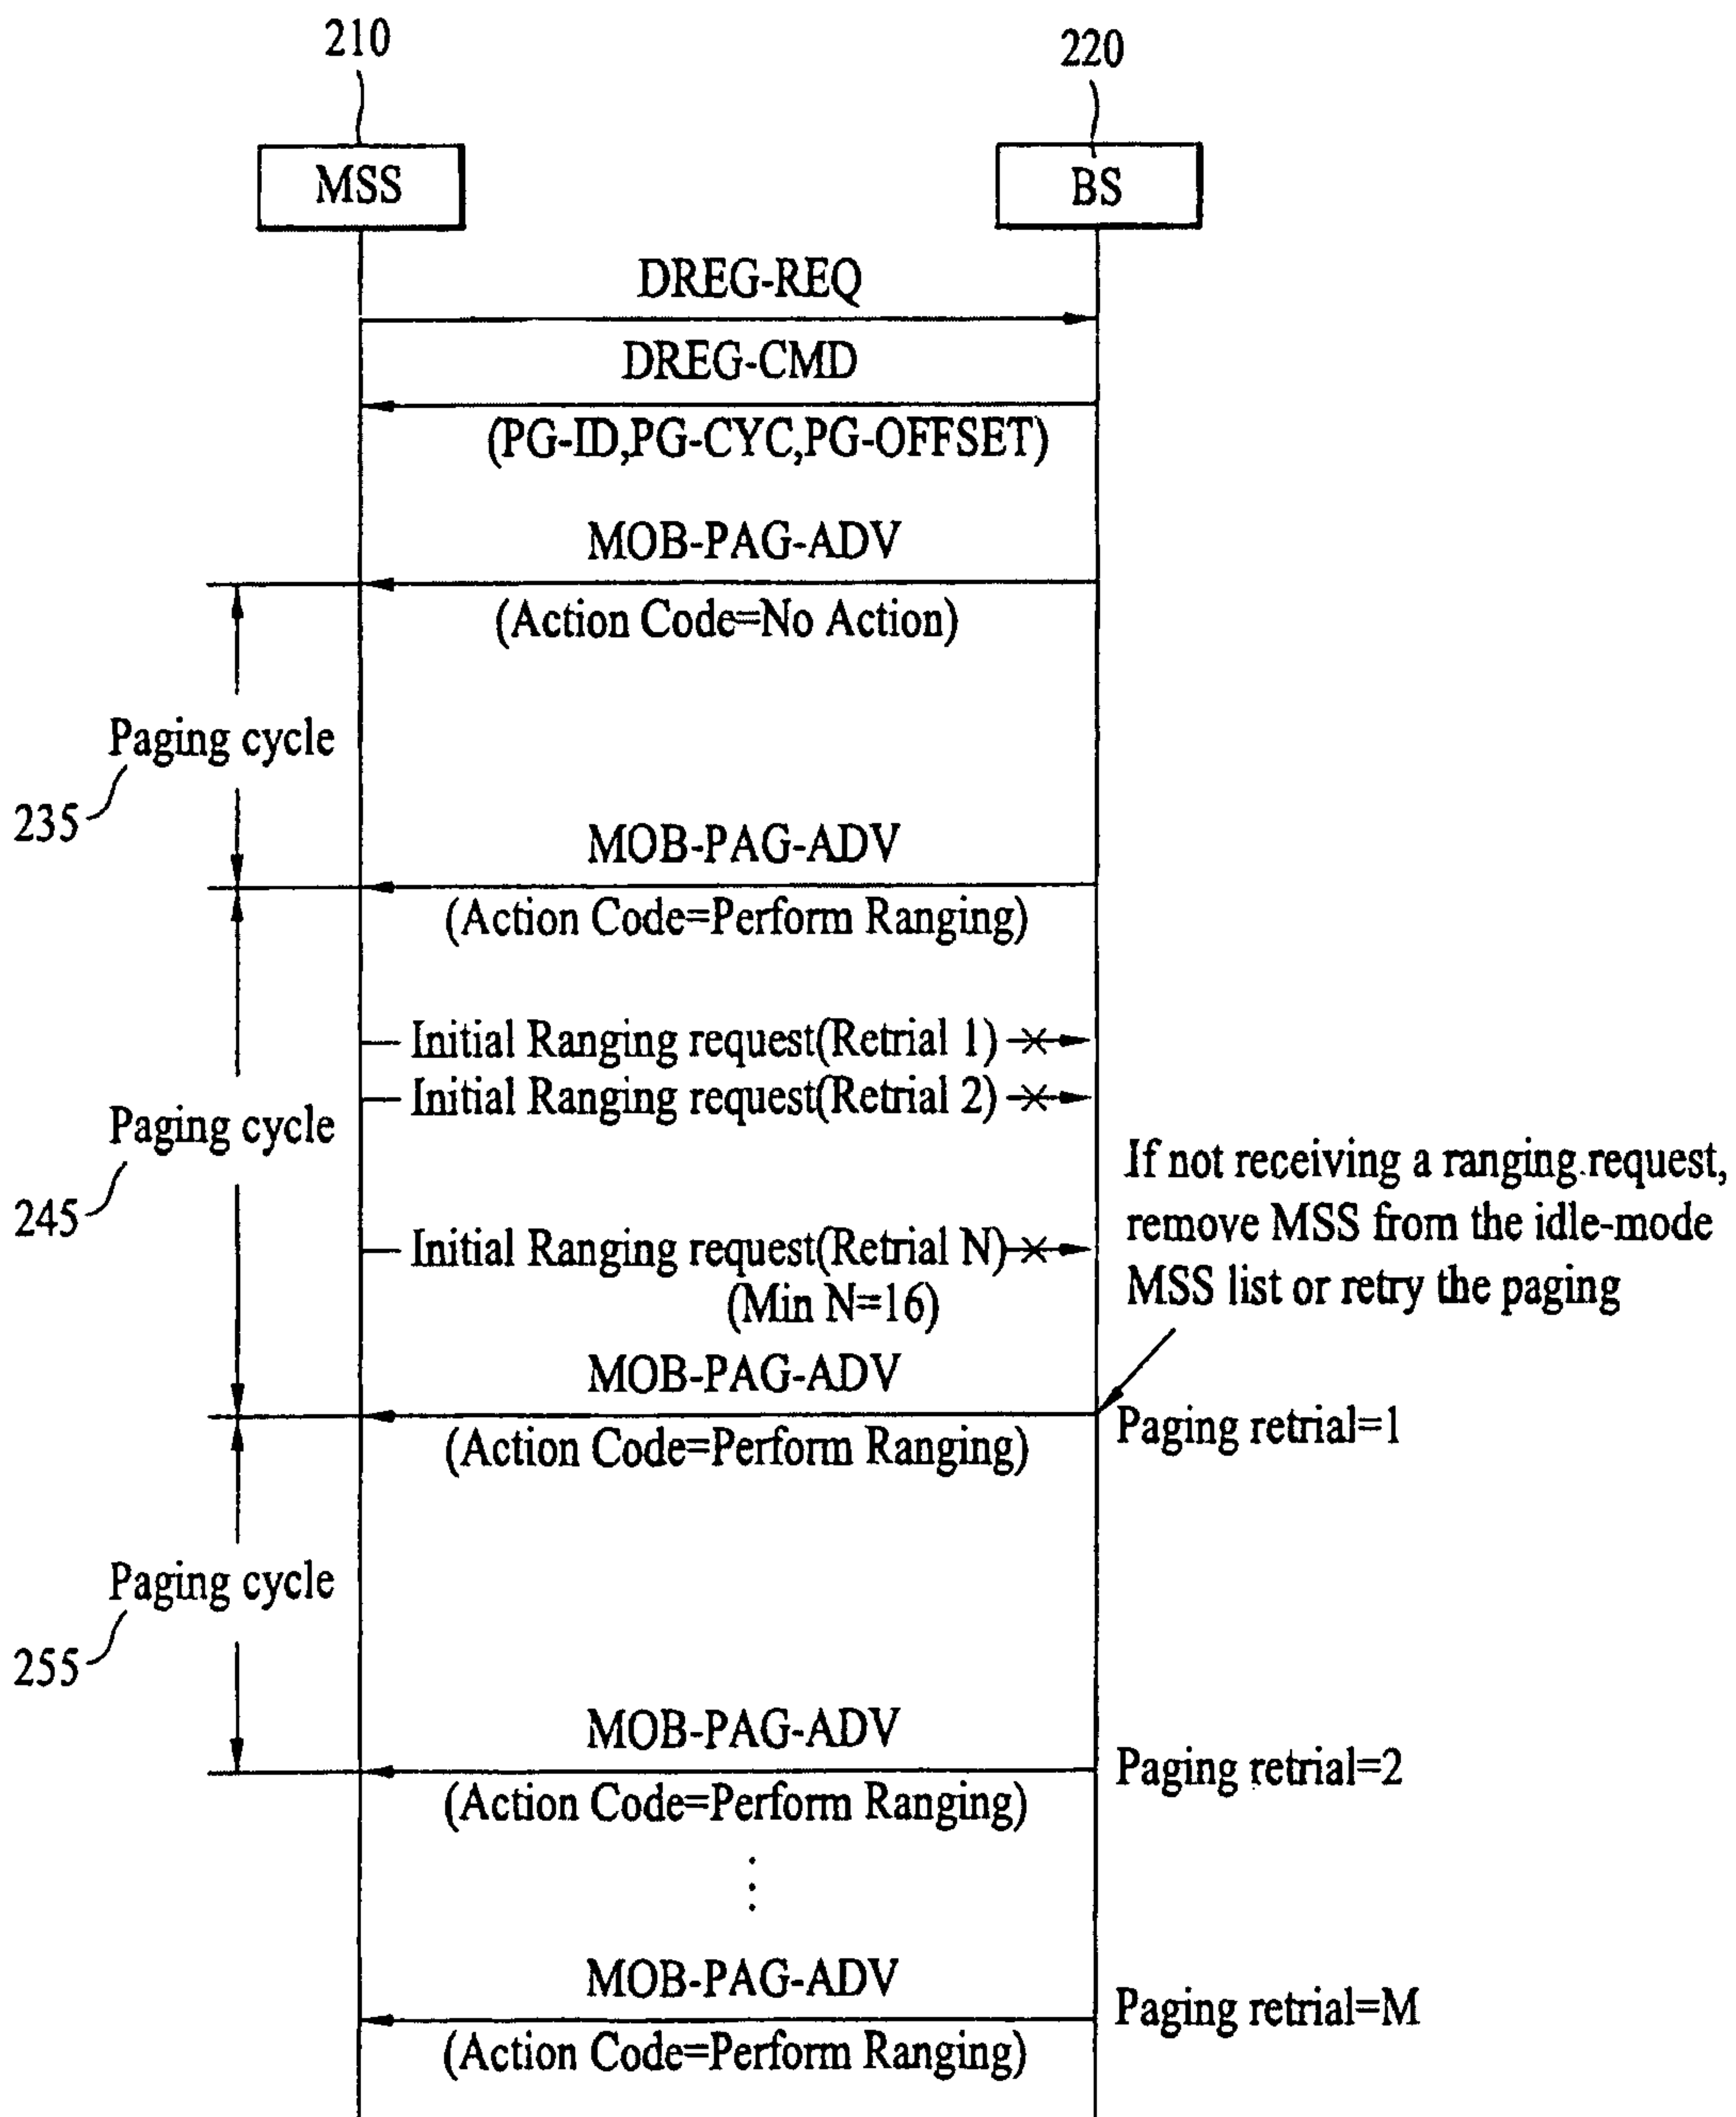 210
220
MSS
BS
DREG-REQ
DREG-CMD
(PG-ID,PG-CYC,PG-OFFSET)
MOB-PAG-ADV
(Action Code=No Action)
Paging cycle
235
MOB-PAG-ADV
(Action Code=Perform Ranging)
Initial Ranging request(Retrial 1)
Initial Ranging request(Retrial 2)
Paging cycle
245
If not receiving a ranging request,
remove MSS from the idle-mode
MSS list or retry the paging
Initial Ranging request(Retrial N)
(Min N=16)
MOB-PAG-ADV
(Action Code=Perform Ranging)
Paging retrial=1
Paging cycle
255
MOB-PAG-ADV
(Action Code=Perform Ranging)
Paging retrial=2
MOB-PAG-ADV
(Action Code=Perform Ranging)
Paging retrial=M